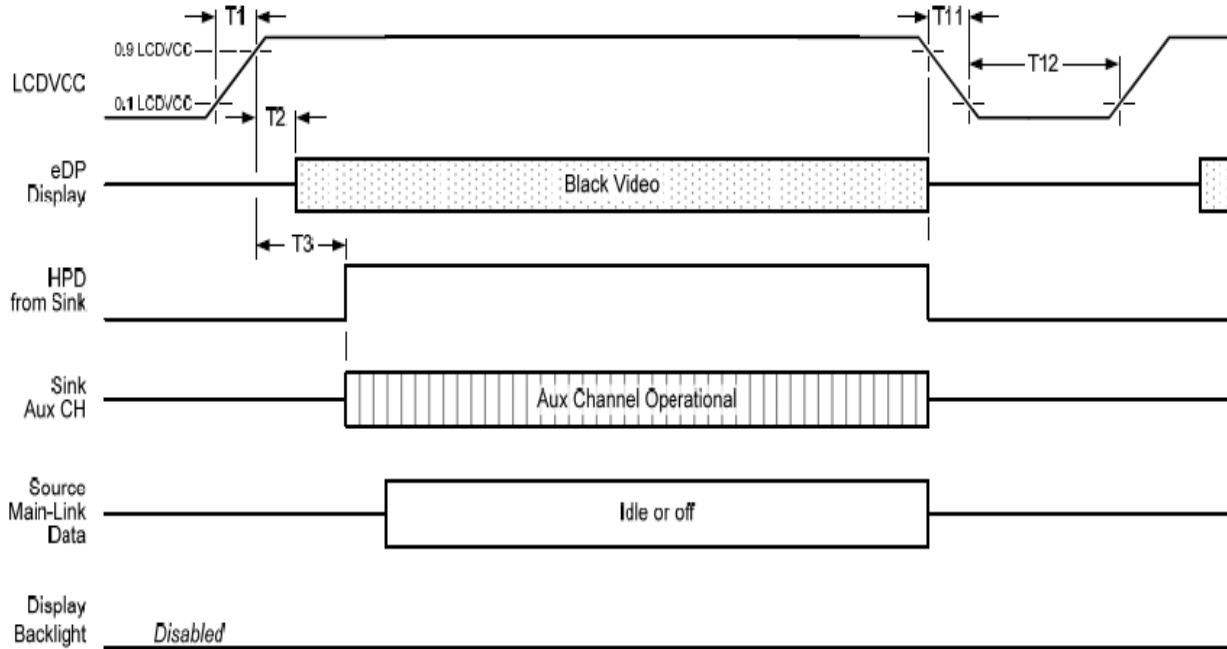 T1
T11
0.9 LCDVCC
LCDVCC
T12
0.1 LCDVCC
T2
eDP
Display
Black Video
T3
HPD
from Sink
Sink
Aux CH
Aux Channel Operational
Source
Main-Link
Data
Idle or off
Display
Backlight
Disabled